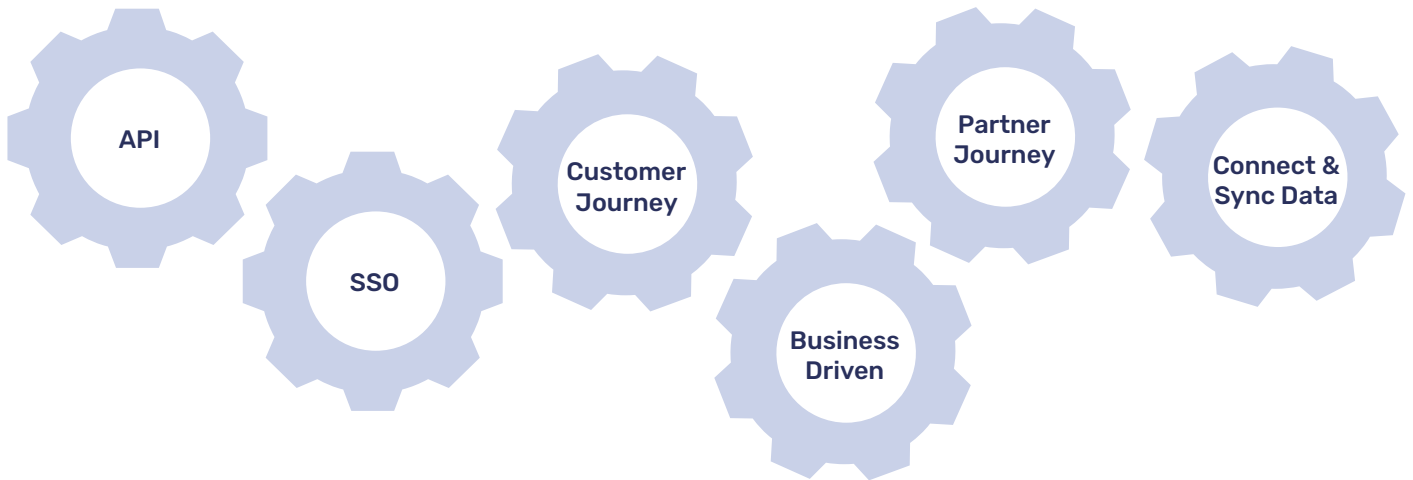 API
SSO
Customer
Journey
Business
Driven
Partner
Journey
Connect &
Sync Data